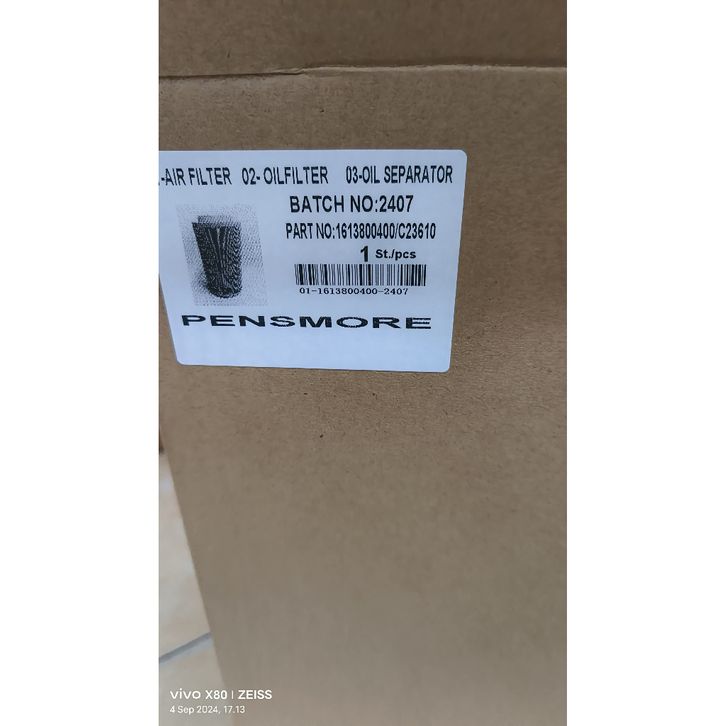 -AIR FILTER 02- OILFILTER 03-OIL SEPARATOR
BATCH NO:2407
PART NO:1613800400/C23610
1 St./pcs
01-1613800400-2407
PENSMORE
vivo X80 | ZEISS
4 Sep 2024, 17.13